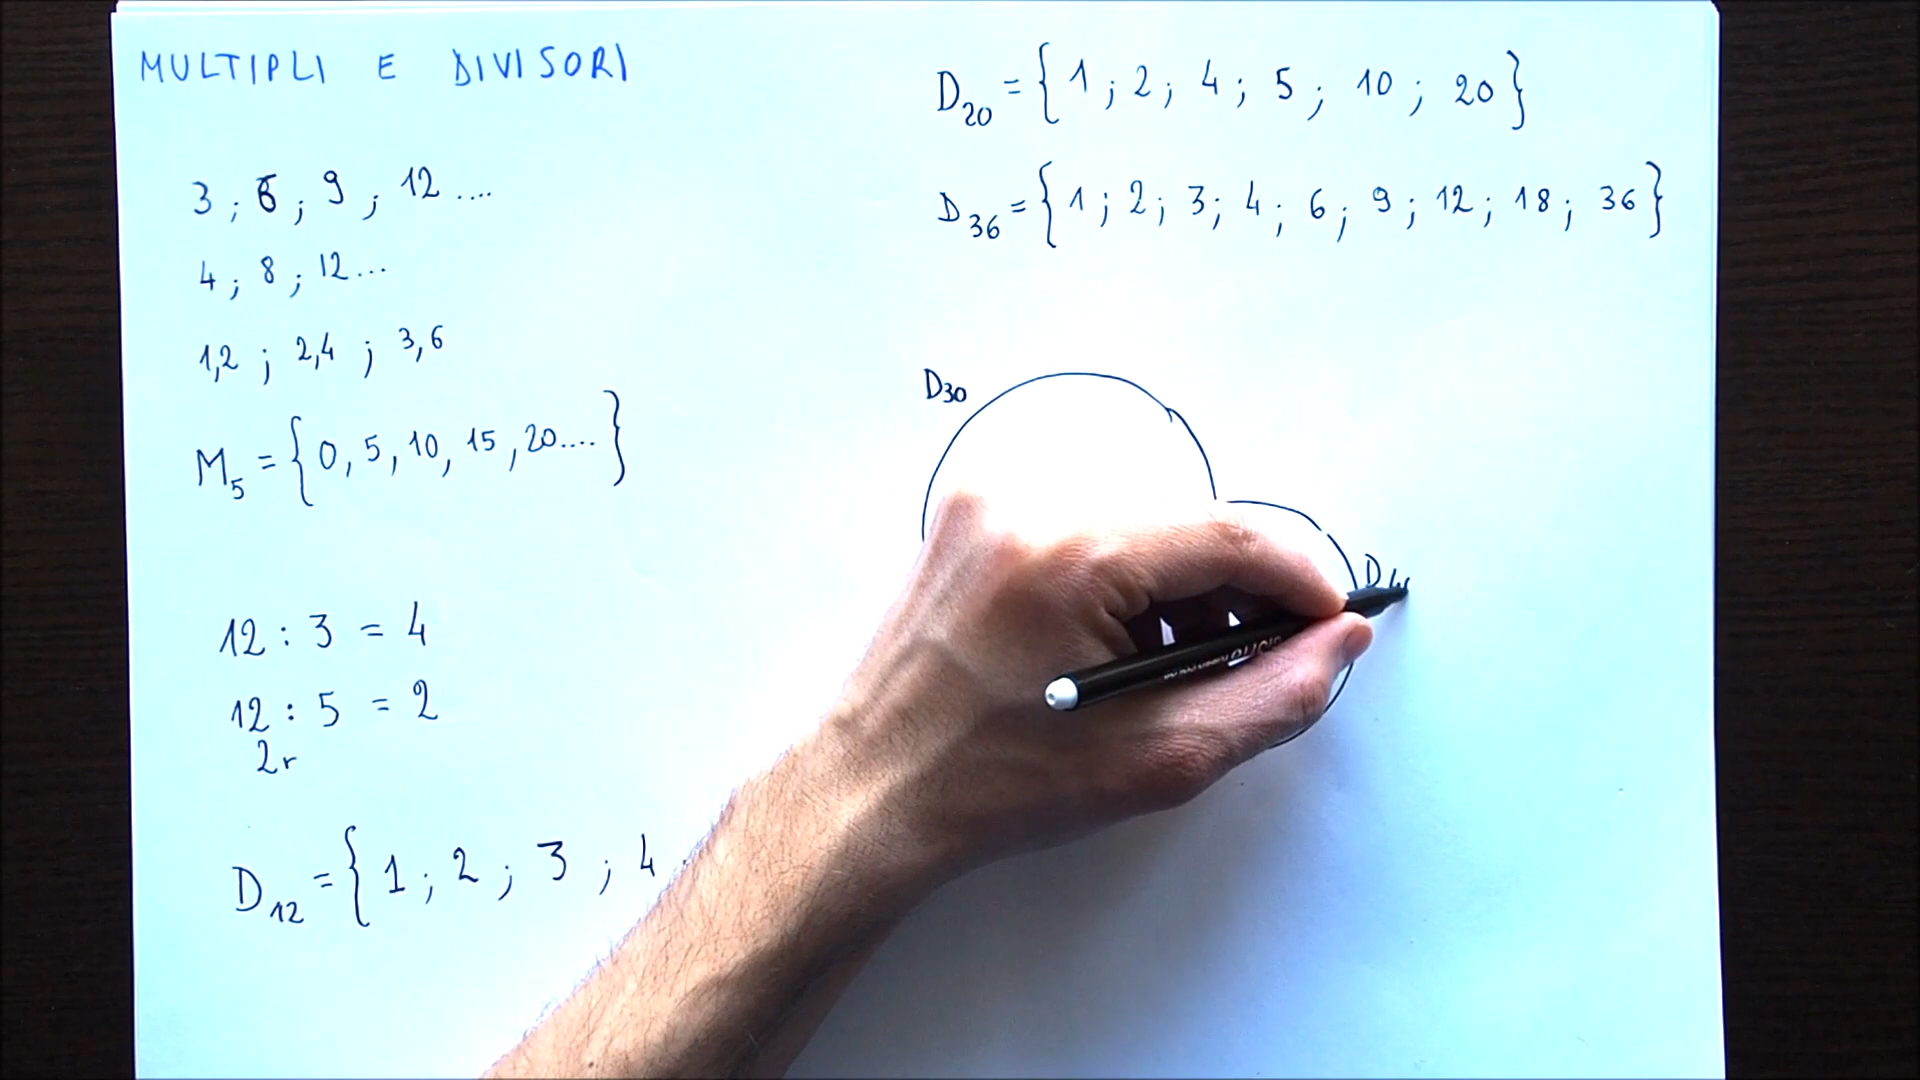 MULTIPLI E DIVISORI
3 ; 6 ; 9 ; 12 ....
4 ; 8 ; 12 ...
1,2 ; 2,4 ; 3,6
M5 = { 0, 5, 10, 15, 20.... }
12 : 3 = 4
12 : 5 = 2
2r
D12 = { 1 ; 2 ; 3 ; 4
D20 = { 1 ; 2 ; 4 ; 5 ; 10 ; 20 }
D36 = { 1 ; 2 ; 3 ; 4 ; 6 ; 9 ; 12 ; 18 ; 36 }
D30
D